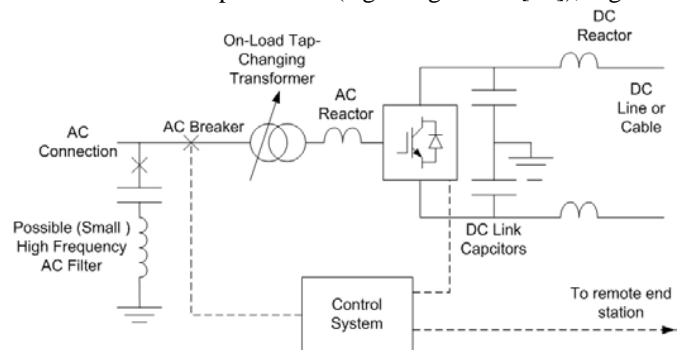 On-Load Tap-
Changing
Transformer
DC
Reactor
AC
Reactor
DC
Line or
Cable
AC
Connection
AC Breaker
Possible (Small )
High Frequency
AC Filter
DC Link
Capcitors
Control
System
To remote end
station